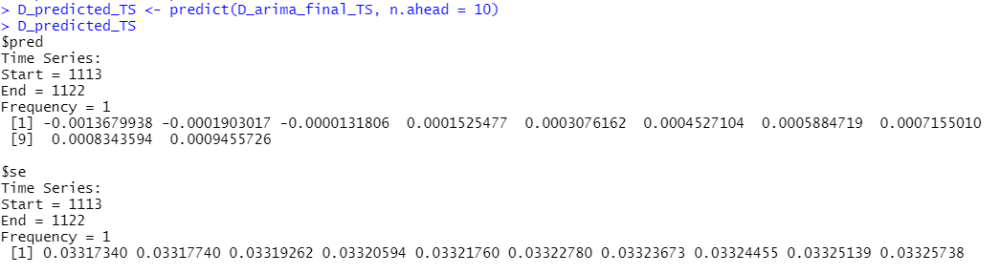 > D_predicted_TS <- predict(D_arima_final_TS, n.ahead = 10)
> D_predicted_TS
$pred
Time Series:
Start = 1113
End = 1122
Frequency = 1
 [1] -0.0013679938 -0.0001903017 -0.0000131806  0.0001525477  0.0003076162  0.0004527104  0.0005884719  0.0007155010
 [9]  0.0008343594  0.0009455726

$se
Time Series:
Start = 1113
End = 1122
Frequency = 1
 [1] 0.03317340 0.03317740 0.03319262 0.03320594 0.03321760 0.03322780 0.03323673 0.03324455 0.03325139 0.03325738